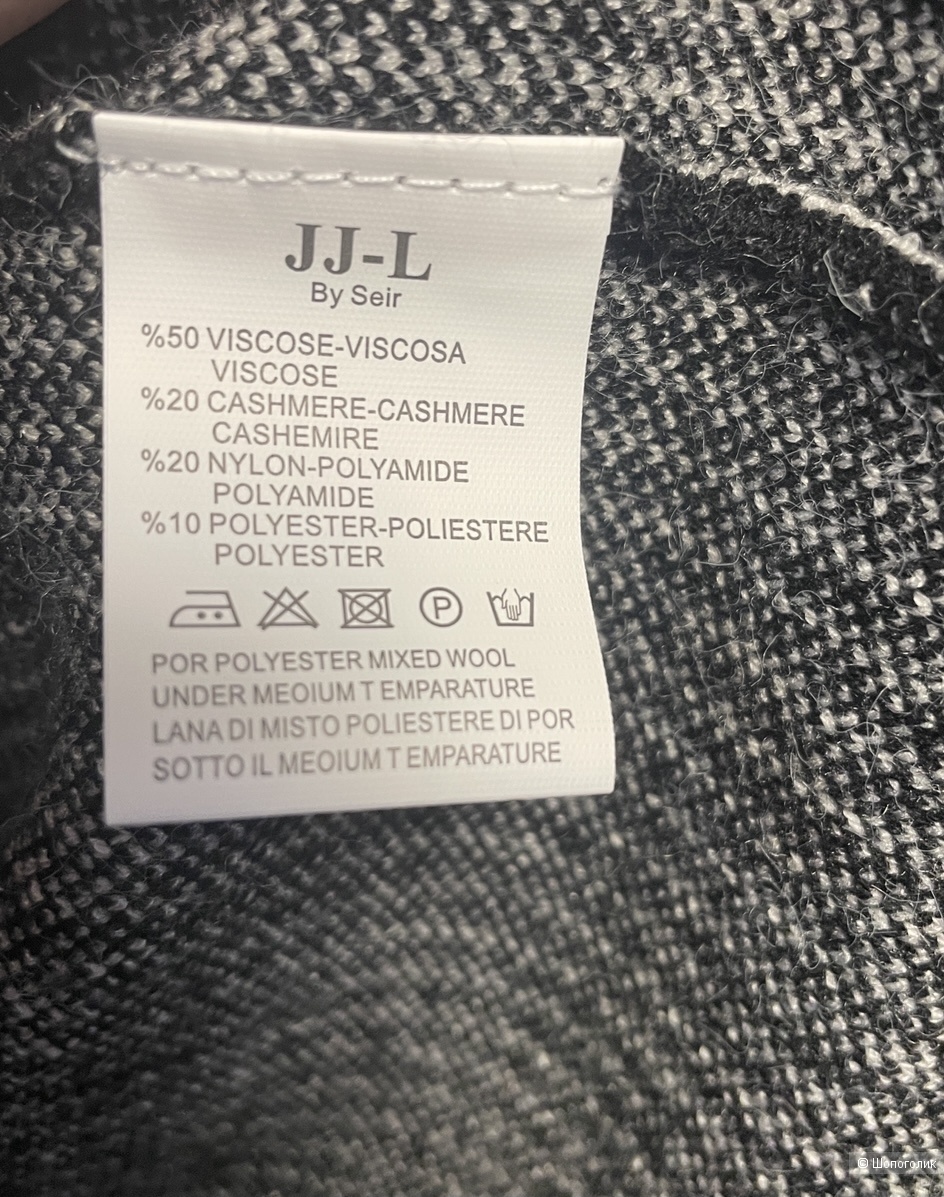 JJ-L
By Seir
%50 VISCOSE-VISCOSA
VISCOSE
%20 CASHMERE-CASHMERE
CASHEMIRE
%20 NYLON-POLYAMIDE
POLYAMIDE
%10 POLYESTER-POLIESTERE
POLYESTER
P
POR POLYESTER MIXED WOOL
UNDER MEOIUM T EMPARATURE
LANA DI MISTO POLIESTERE DI POR
SOTTO IL MEOIUM T EMPARATURE
© Шопоголик